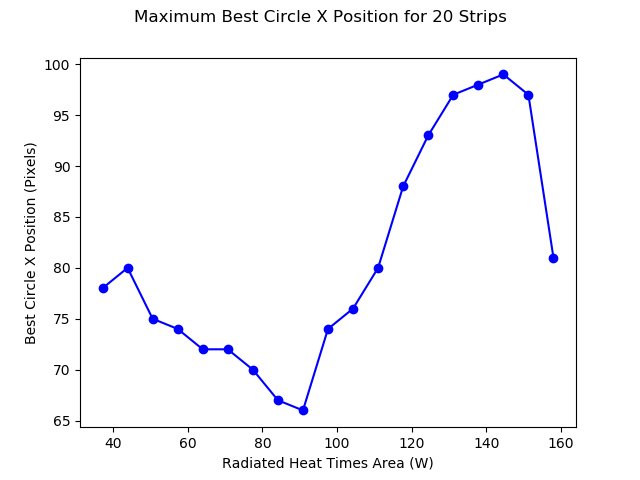 Maximum Best Circle X Position for 20 Strips
100
95
90
85
80
75
70
65
Best Circle X Position (Pixels)
40 60 80 100 120 140 160
Radiated Heat Times Area (W)